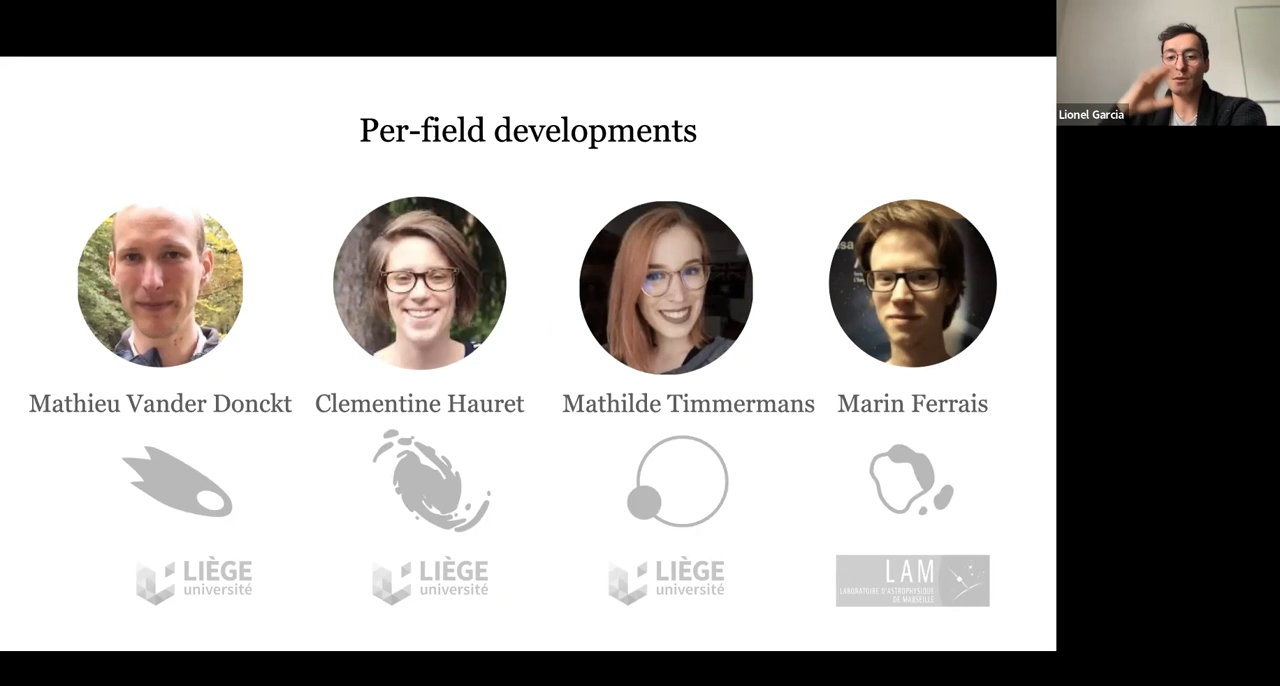 Per-field developments
Lionel Garcia
Mathieu Vander Donckt
Clementine Hauret
Mathilde Timmermans
Marin Ferrais
LIÈGE
université
LIÈGE
université
LIÈGE
université
LAM
LABORATOIRE D'ASTROPHYSIQUE
DE MARSEILLE